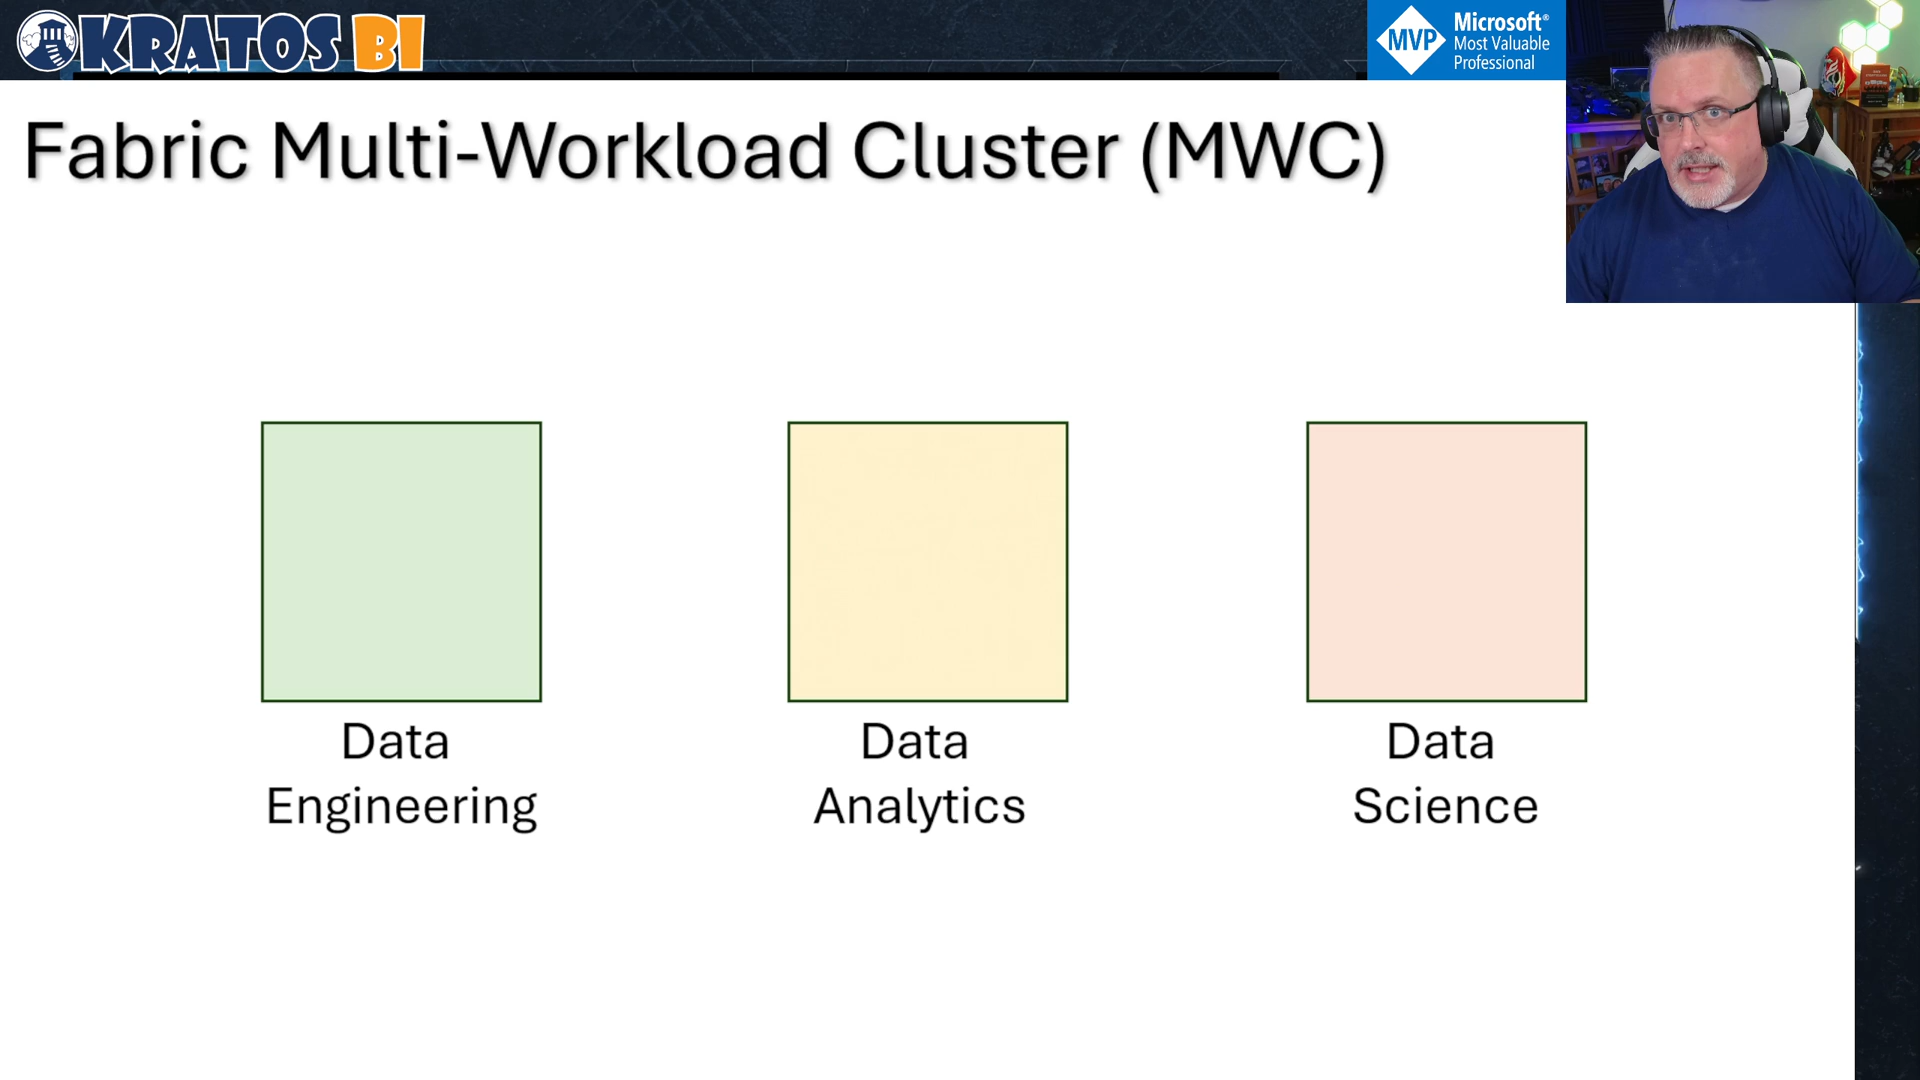 KRATOS BI
MVP
Microsoft®
Most Valuable
Professional
Fabric Multi-Workload Cluster (MWC)
Data
Engineering
Data
Analytics
Data
Science